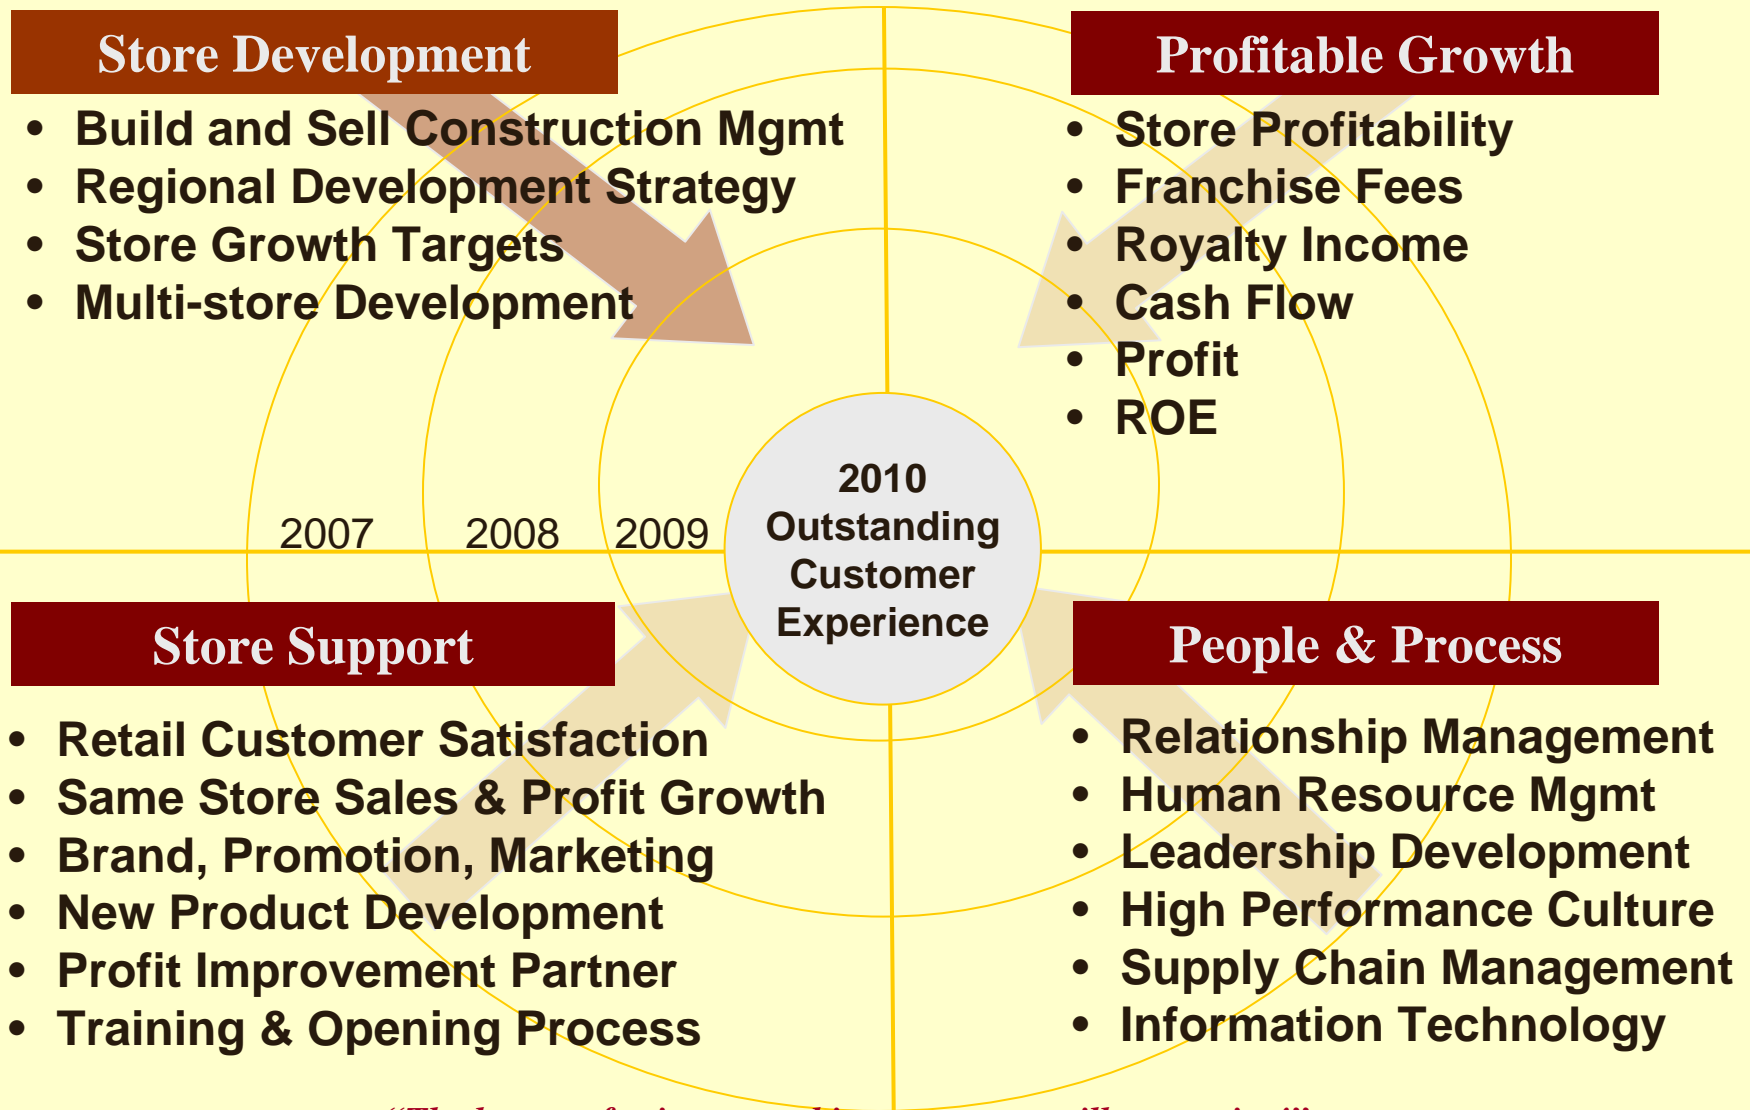 Store Development
• Build and Sell Construction Mgmt
• Regional Development Strategy
• Store Growth Targets
• Multi-store Development
Profitable Growth
• Store Profitability
• Franchise Fees
• Royalty Income
• Cash Flow
• Profit
• ROE
2007 2008 2009
2010
Outstanding
Customer
Experience
Store Support
• Retail Customer Satisfaction
• Same Store Sales & Profit Growth
• Brand, Promotion, Marketing
• New Product Development
• Profit Improvement Partner
• Training & Opening Process
People & Process
• Relationship Management
• Human Resource Mgmt
• Leadership Development
• High Performance Culture
• Supply Chain Management
• Information Technology